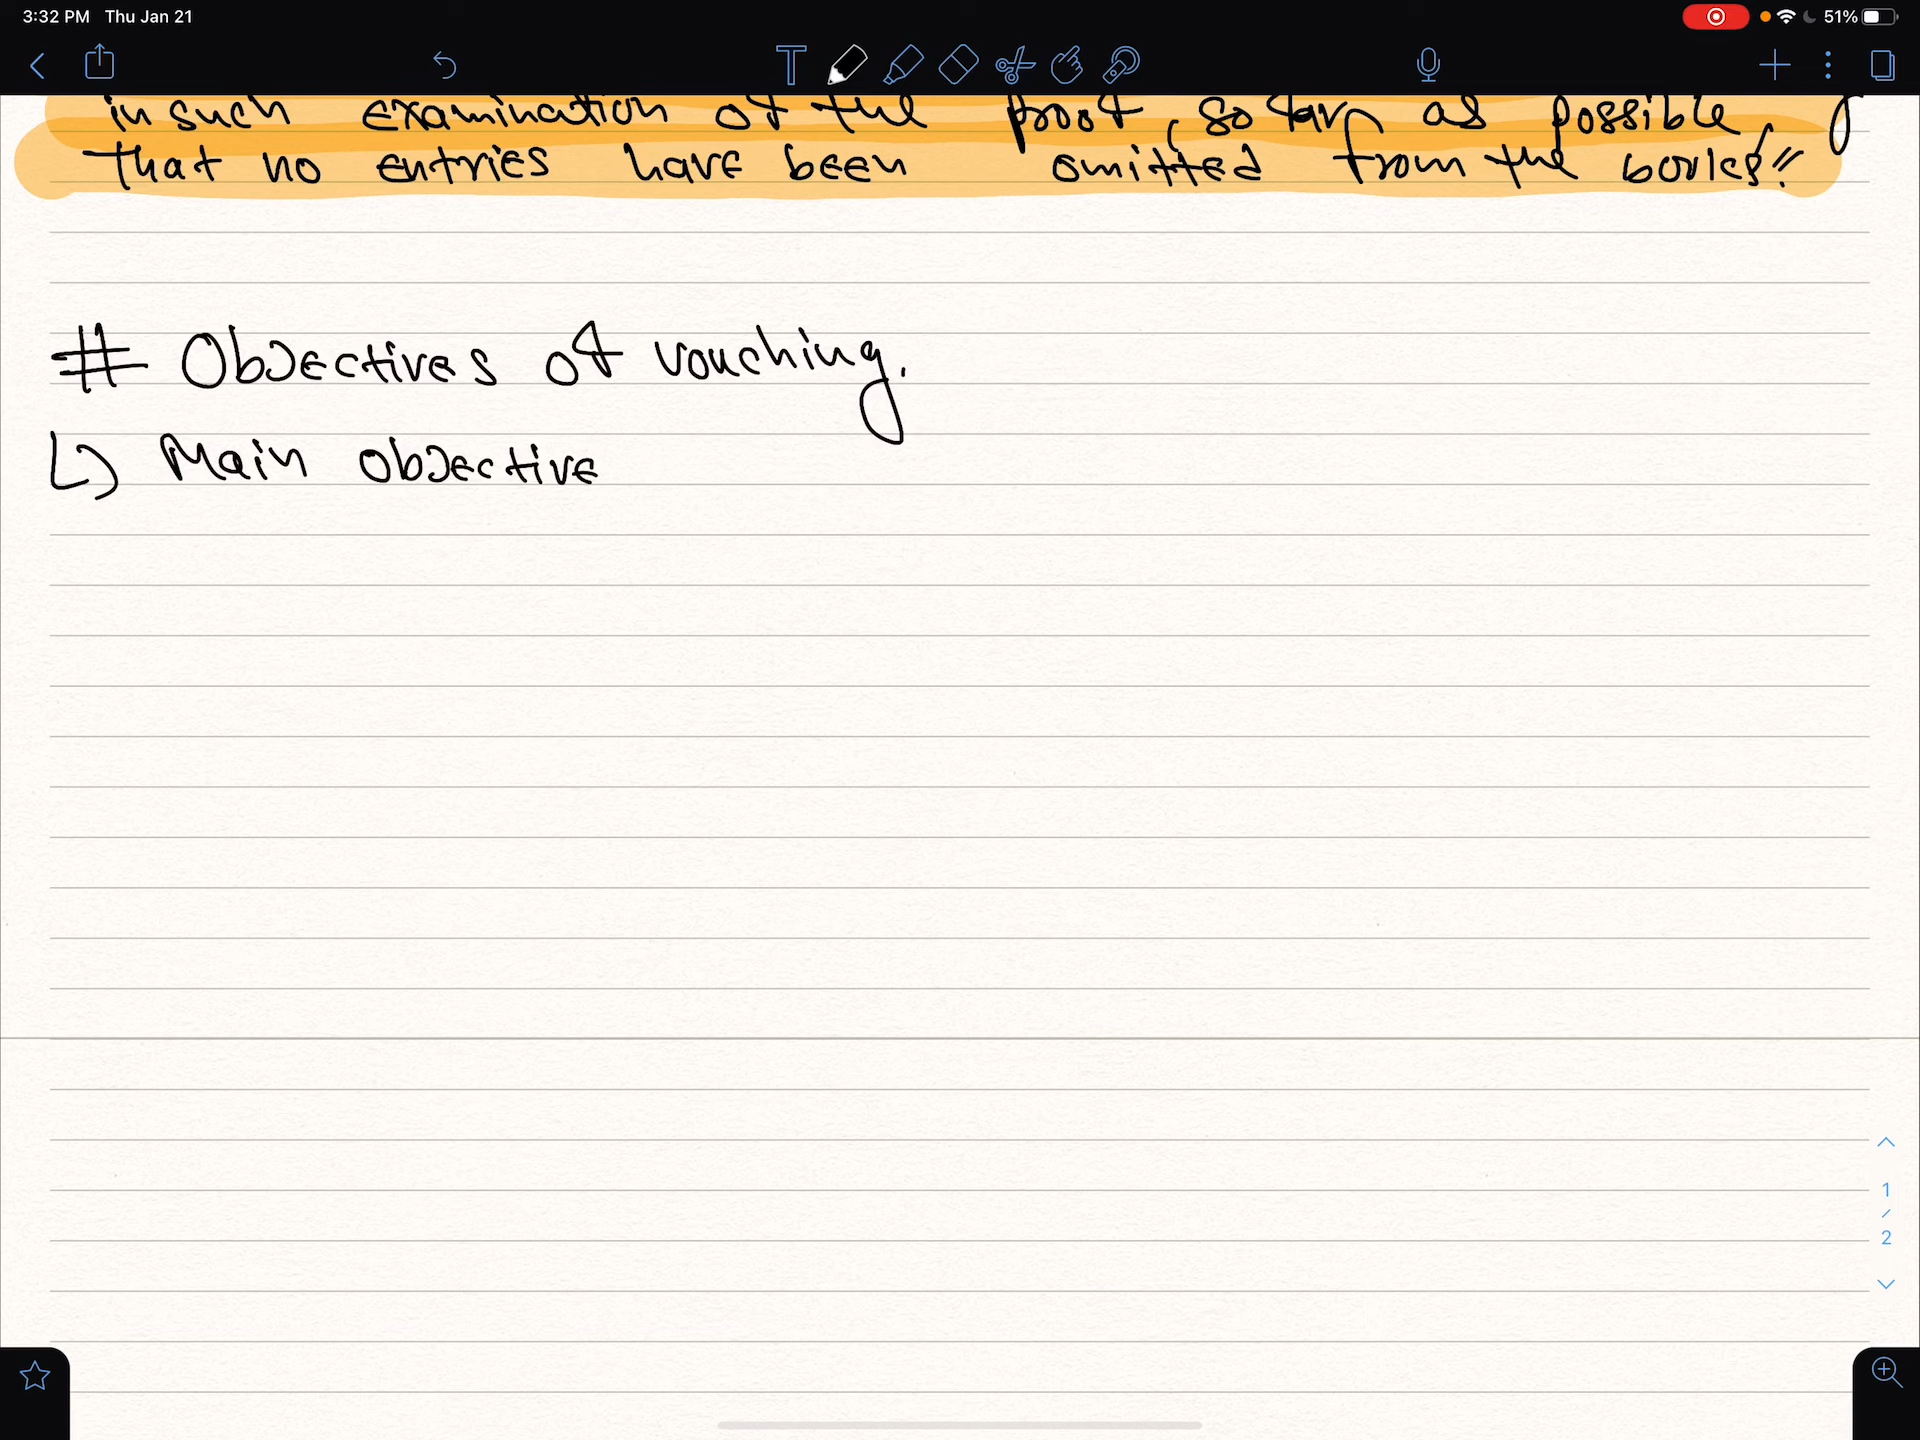 3:32 PM Thu Jan 21
51%
in such examination of the proof, so far as possible,
that no entries have been omitted from the books."
# Objectives of vouching.
↳ Main Objective
1
/
2